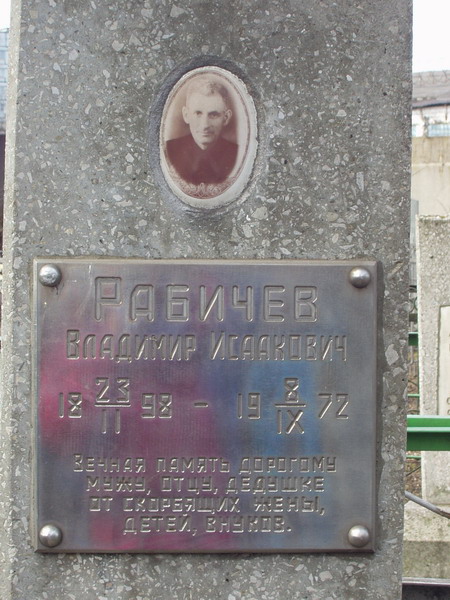 РАБИЧЕВ
ВЛАДИМИР ИСААКОВИЧ
18 23/II 98 - 19 8/IX 72
ВЕЧНАЯ ПАМЯТЬ ДОРОГОМУ
МУЖУ, ОТЦУ, ДЕДУШКЕ
ОТ СКОРБЯЩИХ ЖЕНЫ,
ДЕТЕЙ, ВНУКОВ.